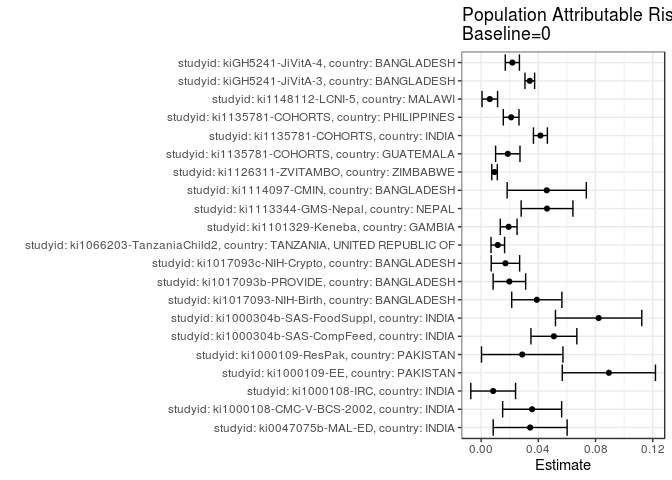 Population Attributable Ris
Baseline=0
studyid: kiGH5241-JiVitA-4, country: BANGLADESH
studyid: kiGH5241-JiVitA-3, country: BANGLADESH
studyid: ki1148112-LCNI-5, country: MALAWI
studyid: ki1135781-COHORTS, country: PHILIPPINES
studyid: ki1135781-COHORTS, country: INDIA
studyid: ki1135781-COHORTS, country: GUATEMALA
studyid: ki1126311-ZVITAMBO, country: ZIMBABWE
studyid: ki1114097-CMIN, country: BANGLADESH
studyid: ki1113344-GMS-Nepal, country: NEPAL
studyid: ki1101329-Keneba, country: GAMBIA
studyid: ki1066203-TanzaniaChild2, country: TANZANIA, UNITED REPUBLIC OF
studyid: ki1017093c-NIH-Crypto, country: BANGLADESH
studyid: ki1017093b-PROVIDE, country: BANGLADESH
studyid: ki1017093-NIH-Birth, country: BANGLADESH
studyid: ki1000304b-SAS-FoodSuppl, country: INDIA
studyid: ki1000304b-SAS-CompFeed, country: INDIA
studyid: ki1000109-ResPak, country: PAKISTAN
studyid: ki1000109-EE, country: PAKISTAN
studyid: ki1000108-IRC, country: INDIA
studyid: ki1000108-CMC-V-BCS-2002, country: INDIA
studyid: ki0047075b-MAL-ED, country: INDIA
0.00 0.04 0.08 0.12
Estimate